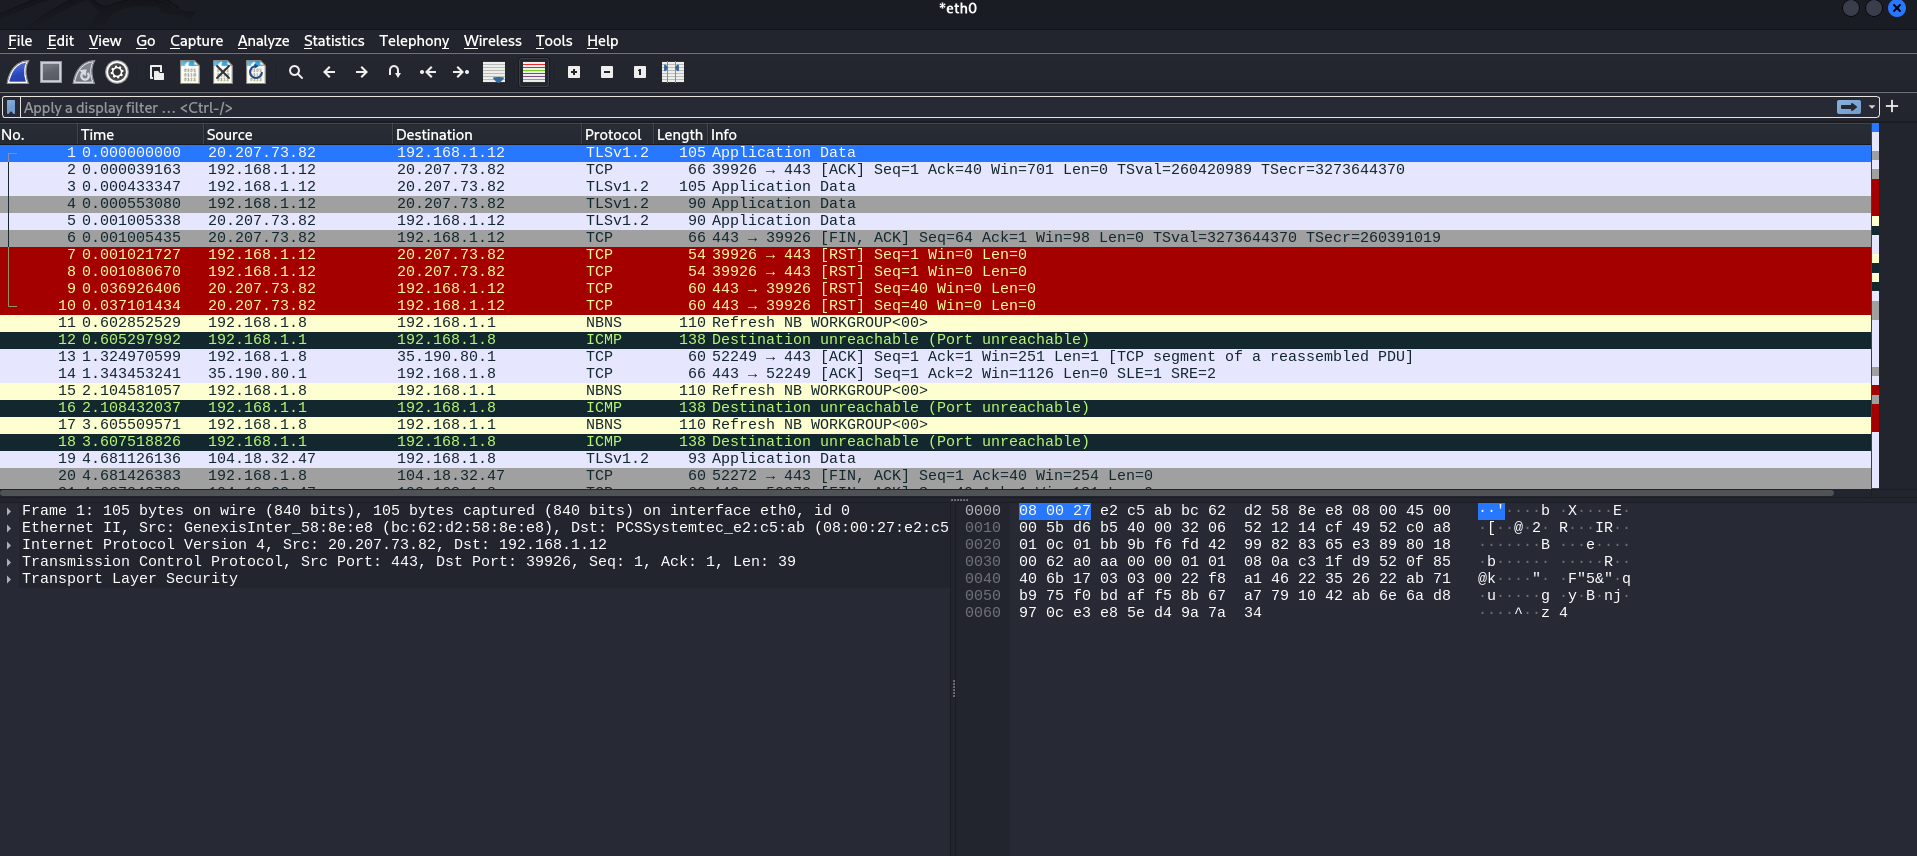 *eth0
File Edit View Go Capture Analyze Statistics Telephony Wireless Tools Help
Apply a display filter … <Ctrl-/>
No. Time Source Destination Protocol Length Info
1 0.000000000 20.207.73.82 192.168.1.12 TLSv1.2 105 Application Data
2 0.000039163 192.168.1.12 20.207.73.82 TCP 66 39926 → 443 [ACK] Seq=1 Ack=40 Win=701 Len=0 TSval=260420989 TSecr=3273644370
3 0.000433347 192.168.1.12 20.207.73.82 TLSv1.2 105 Application Data
4 0.000553080 192.168.1.12 20.207.73.82 TLSv1.2 90 Application Data
5 0.001005338 20.207.73.82 192.168.1.12 TLSv1.2 90 Application Data
6 0.001005435 20.207.73.82 192.168.1.12 TCP 66 443 → 39926 [FIN, ACK] Seq=64 Ack=1 Win=98 Len=0 TSval=3273644370 TSecr=260391019
7 0.001021727 192.168.1.12 20.207.73.82 TCP 54 39926 → 443 [RST] Seq=1 Win=0 Len=0
8 0.001080670 192.168.1.12 20.207.73.82 TCP 54 39926 → 443 [RST] Seq=1 Win=0 Len=0
9 0.036926406 20.207.73.82 192.168.1.12 TCP 60 443 → 39926 [RST] Seq=40 Win=0 Len=0
10 0.037101434 20.207.73.82 192.168.1.12 TCP 60 443 → 39926 [RST] Seq=40 Win=0 Len=0
11 0.602852529 192.168.1.8 192.168.1.1 NBNS 110 Refresh NB WORKGROUP<00>
12 0.605297992 192.168.1.1 192.168.1.8 ICMP 138 Destination unreachable (Port unreachable)
13 1.324970599 192.168.1.8 35.190.80.1 TCP 60 52249 → 443 [ACK] Seq=1 Ack=1 Win=251 Len=1 [TCP segment of a reassembled PDU]
14 1.343453241 35.190.80.1 192.168.1.8 TCP 66 443 → 52249 [ACK] Seq=1 Ack=2 Win=1126 Len=0 SLE=1 SRE=2
15 2.104581057 192.168.1.8 192.168.1.1 NBNS 110 Refresh NB WORKGROUP<00>
16 2.108432037 192.168.1.1 192.168.1.8 ICMP 138 Destination unreachable (Port unreachable)
17 3.605509571 192.168.1.8 192.168.1.1 NBNS 110 Refresh NB WORKGROUP<00>
18 3.607518826 192.168.1.1 192.168.1.8 ICMP 138 Destination unreachable (Port unreachable)
19 4.681126136 104.18.32.47 192.168.1.8 TLSv1.2 93 Application Data
20 4.681426383 192.168.1.8 104.18.32.47 TCP 60 52272 → 443 [FIN, ACK] Seq=1 Ack=40 Win=254 Len=0
Frame 1: 105 bytes on wire (840 bits), 105 bytes captured (840 bits) on interface eth0, id 0
Ethernet II, Src: GenexisInter_58:8e:e8 (bc:62:d2:58:8e:e8), Dst: PCSSystemtec_e2:c5:ab (08:00:27:e2:c5
Internet Protocol Version 4, Src: 20.207.73.82, Dst: 192.168.1.12
Transmission Control Protocol, Src Port: 443, Dst Port: 39926, Seq: 1, Ack: 1, Len: 39
Transport Layer Security
0000 08 00 27 e2 c5 ab bc 62 d2 58 8e e8 08 00 45 00 ··'····b ·X····E·
0010 00 5b d6 b5 40 00 32 06 52 12 14 cf 49 52 c0 a8 ·[··@·2· R···IR··
0020 01 0c 01 bb 9b f6 fd 42 99 82 83 65 e3 89 80 18 ·······B ···e····
0030 00 62 a0 aa 00 00 01 01 08 0a c3 1f d9 52 0f 85 ·b······ ·····R··
0040 40 6b 17 03 03 00 22 f8 a1 46 22 35 26 22 ab 71 @k····"· ·F"5&"·q
0050 b9 75 f0 bd af f5 8b 67 a7 79 10 42 ab 6e 6a d8 ·u·····g ·y·B·nj·
0060 97 0c e3 e8 5e d4 9a 7a 34 ····^··z 4